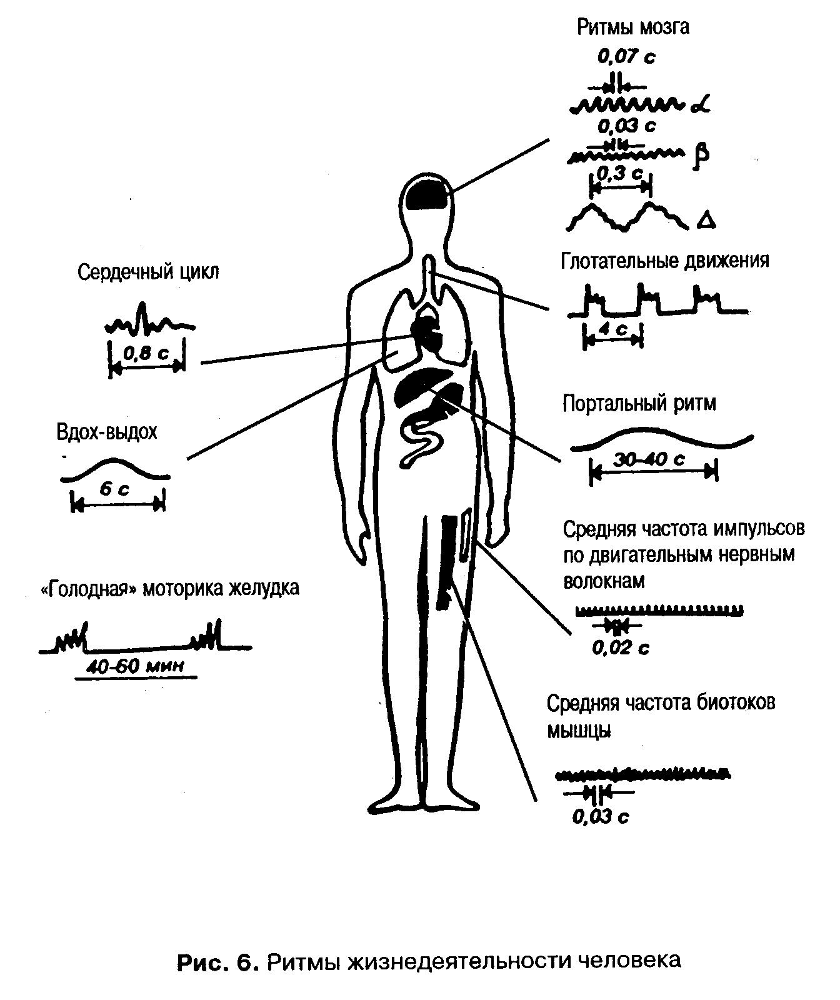 Ритмы мозга
0,07 с
α
0,03 с
β
0,3 с
Δ
Глотательные движения
4 с
Сердечный цикл
0,8 с
Портальный ритм
30-40 с
Вдох-выдох
6 с
Средняя частота импульсов
по двигательным нервным
волокнам
0,02 с
«Голодная» моторика желудка
40-60 мин
Средняя частота биотоков
мышцы
0,03 с
Рис. 6. Ритмы жизнедеятельности человека